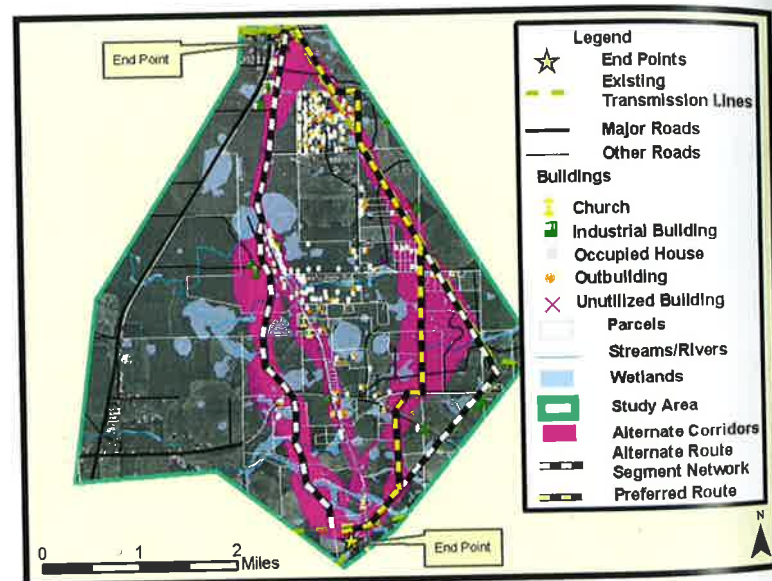 End Point
Legend
End Points
Existing
Transmission Lines
Major Roads
Other Roads
Buildings
Church
Industrial Building
Occupied House
Outbuilding
Unutilized Building
Parcels
Streams/Rivers
Wetlands
Study Area
Alternate Corridors
Alternate Route
Segment Network
Preferred Route
End Point
0 1 2
Miles
N